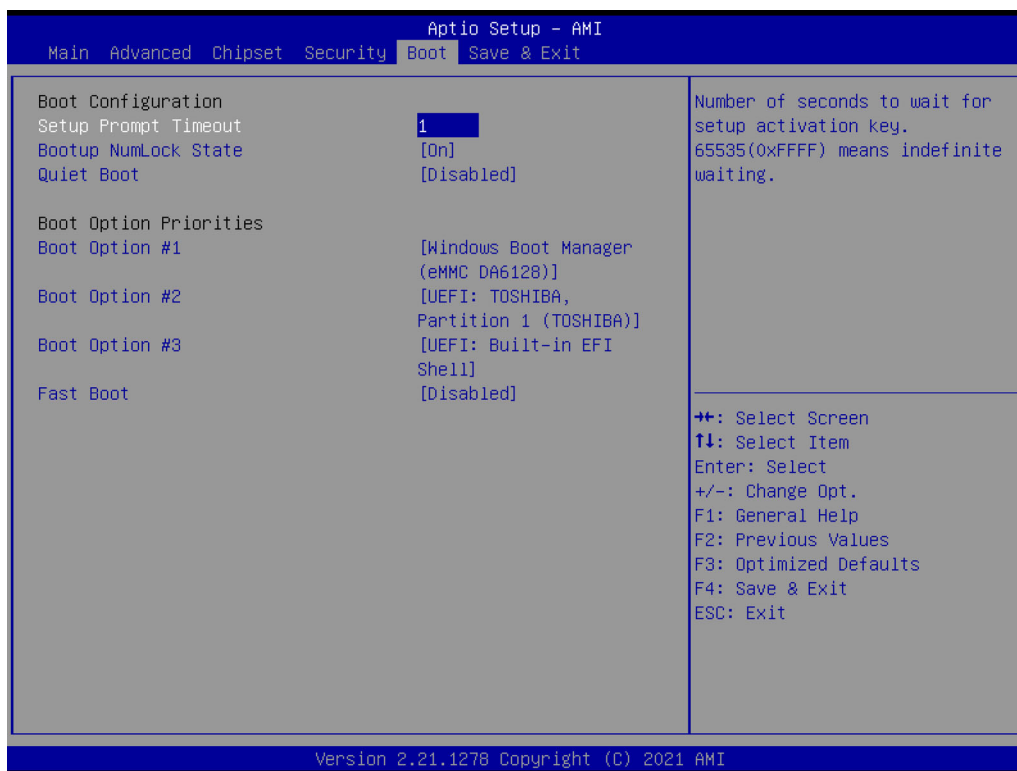 Aptio Setup - AMI
Main Advanced Chipset Security Boot Save & Exit
Boot Configuration
Setup Prompt Timeout 1
Bootup NumLock State [On]
Quiet Boot [Disabled]
Boot Option Priorities
Boot Option #1 [Windows Boot Manager
(eMMC DA6128)]
Boot Option #2 [UEFI: TOSHIBA,
Partition 1 (TOSHIBA)]
Boot Option #3 [UEFI: Built-in EFI
Shell]
Fast Boot [Disabled]
Number of seconds to wait for
setup activation key.
65535(0xFFFF) means indefinite
waiting.
→←: Select Screen
↑↓: Select Item
Enter: Select
+/-: Change Opt.
F1: General Help
F2: Previous Values
F3: Optimized Defaults
F4: Save & Exit
ESC: Exit
Version 2.21.1278 Copyright (C) 2021 AMI